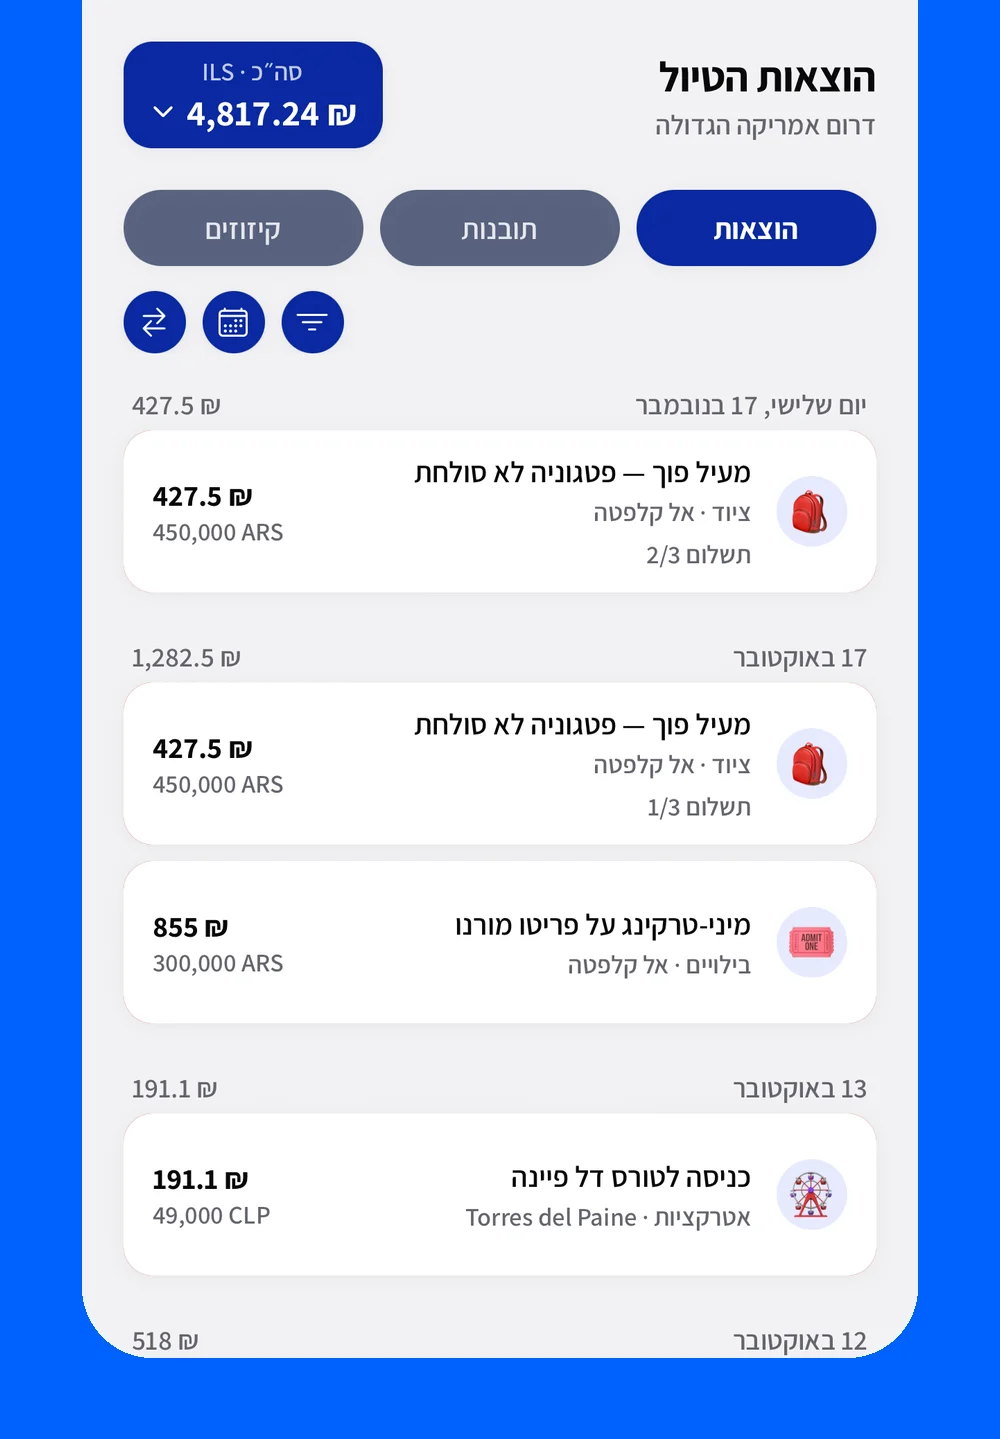 הוצאות הטיול
דרום אמריקה הגדולה
סה״כ · ILS
4,817.24 ₪
הוצאות
תובנות
קיזוזים
יום שלישי, 17 בנובמבר
427.5 ₪
מעיל פוך — פטגוניה לא סולחת
ציוד · אל קלפטה
תשלום 2/3
427.5 ₪
450,000 ARS
17 באוקטובר
1,282.5 ₪
מעיל פוך — פטגוניה לא סולחת
ציוד · אל קלפטה
תשלום 1/3
427.5 ₪
450,000 ARS
מיני-טרקינג על פריטו מורנו
בילויים · אל קלפטה
855 ₪
300,000 ARS
ADMIT
ONE
13 באוקטובר
191.1 ₪
כניסה לטורס דל פיינה
אטרקציות · Torres del Paine
191.1 ₪
49,000 CLP
12 באוקטובר
518 ₪